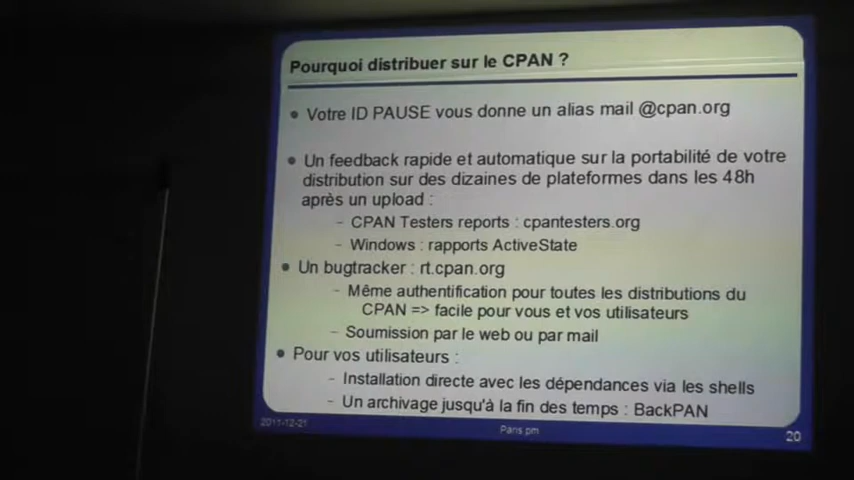 Pourquoi distribuer sur le CPAN ?
• Votre ID PAUSE vous donne un alias mail @cpan.org
• Un feedback rapide et automatique sur la portabilité de votre
distribution sur des dizaines de plateformes dans les 48h
après un upload :
– CPAN Testers reports : cpantesters.org
– Windows : rapports ActiveState
• Un bugtracker : rt.cpan.org
– Même authentification pour toutes les distributions du
CPAN => facile pour vous et vos utilisateurs
– Soumission par le web ou par mail
• Pour vos utilisateurs :
– Installation directe avec les dépendances via les shells
– Un archivage jusqu'à la fin des temps : BackPAN
2011-12-21
Paris pm
20